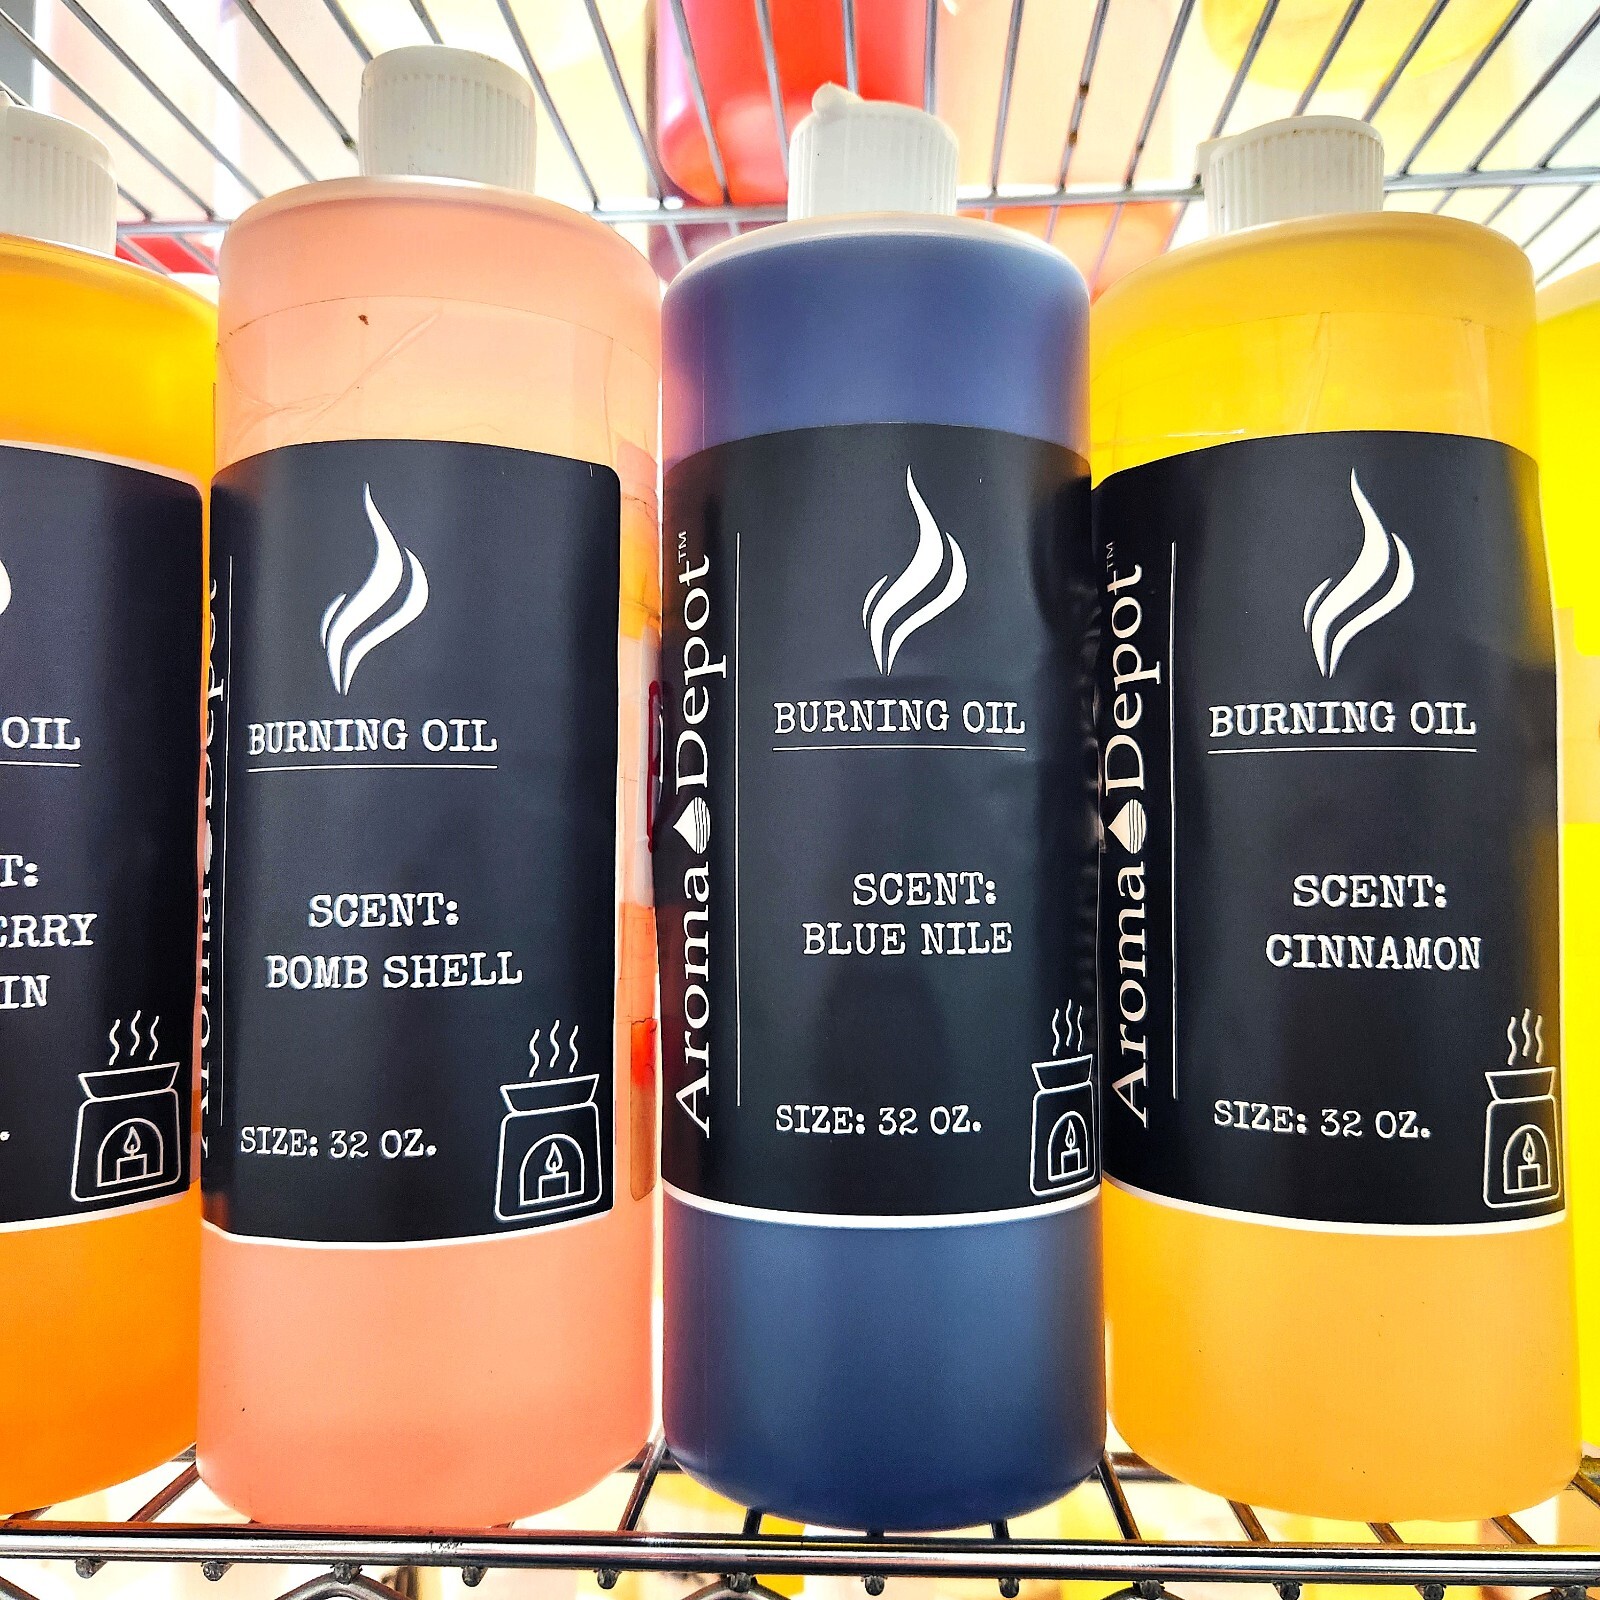 OIL
BURNING OIL
SCENT:
BOMB SHELL
SIZE: 32 OZ.
Aroma Depot™
BURNING OIL
SCENT:
BLUE NILE
SIZE: 32 OZ.
Aroma Depot™
BURNING OIL
SCENT:
CINNAMON
SIZE: 32 OZ.